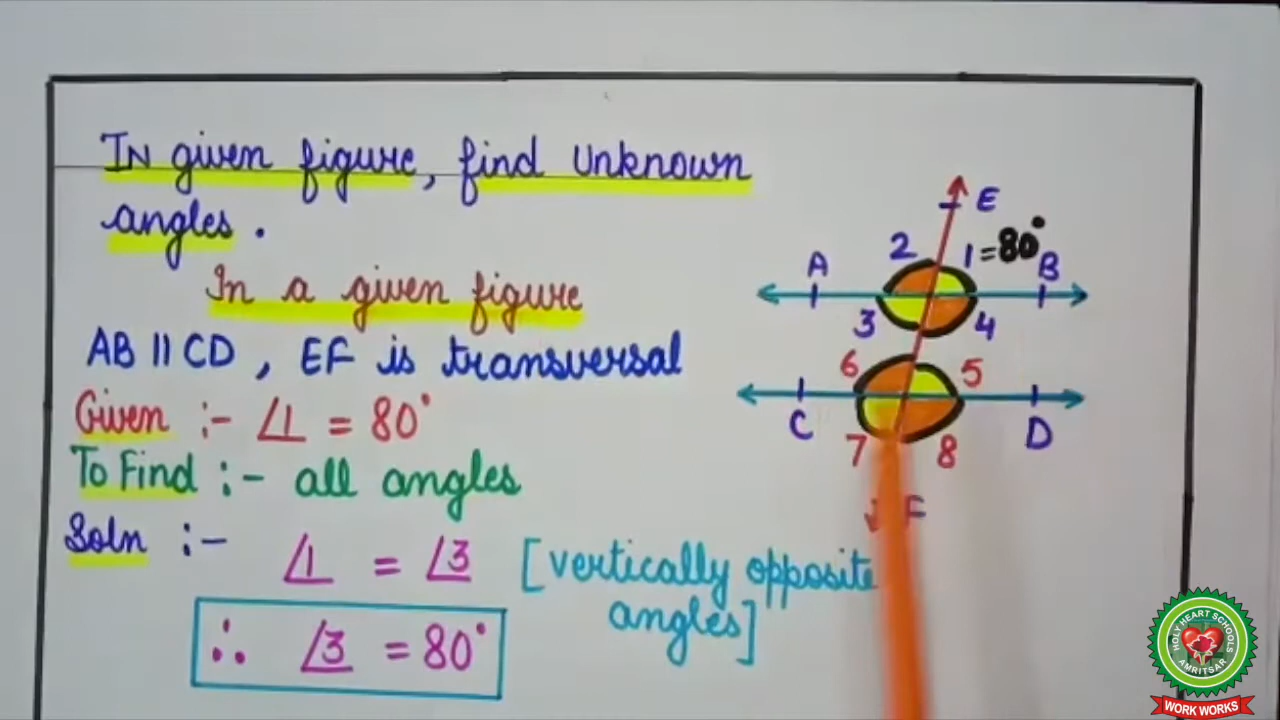 In given figure, find unknown
angles.
In a given figure
AB || CD, EF is transversal
Given :- ∠1 = 80°
To Find :- all angles
Soln :-
∠1 = ∠3 [vertically opposite
angles]
∴ ∠3 = 80°
E
2 1 = 80°
A B
3 4
6 5
C D
7 8
F
HOLY HEART SCHOOLS
AMRITSAR
WORK WORKS